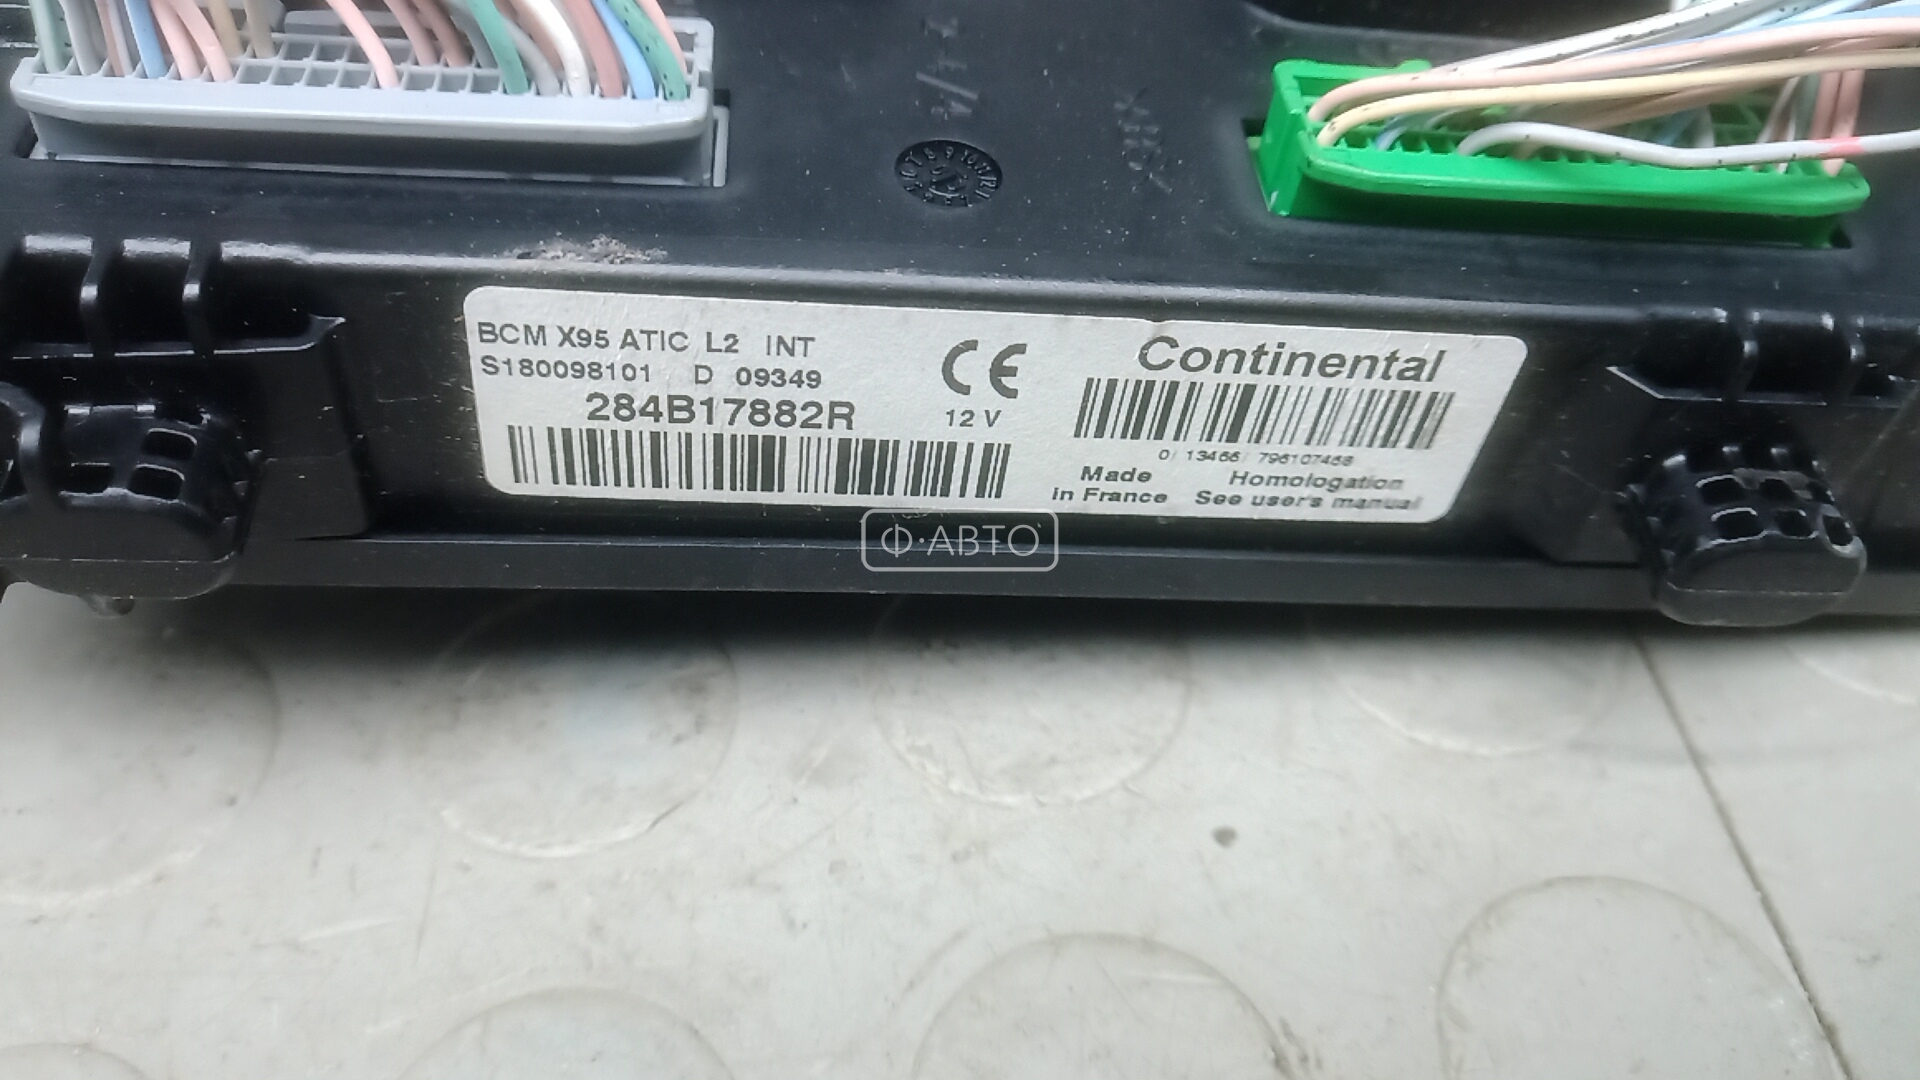 BCM X95 ATIC L2 INT
S180098101 D 09349
284B17882R
CE
12 V
Continental
0/ 13466/ 796107468
Made
in France
Homologation
See user's manual
Ф·АВТО